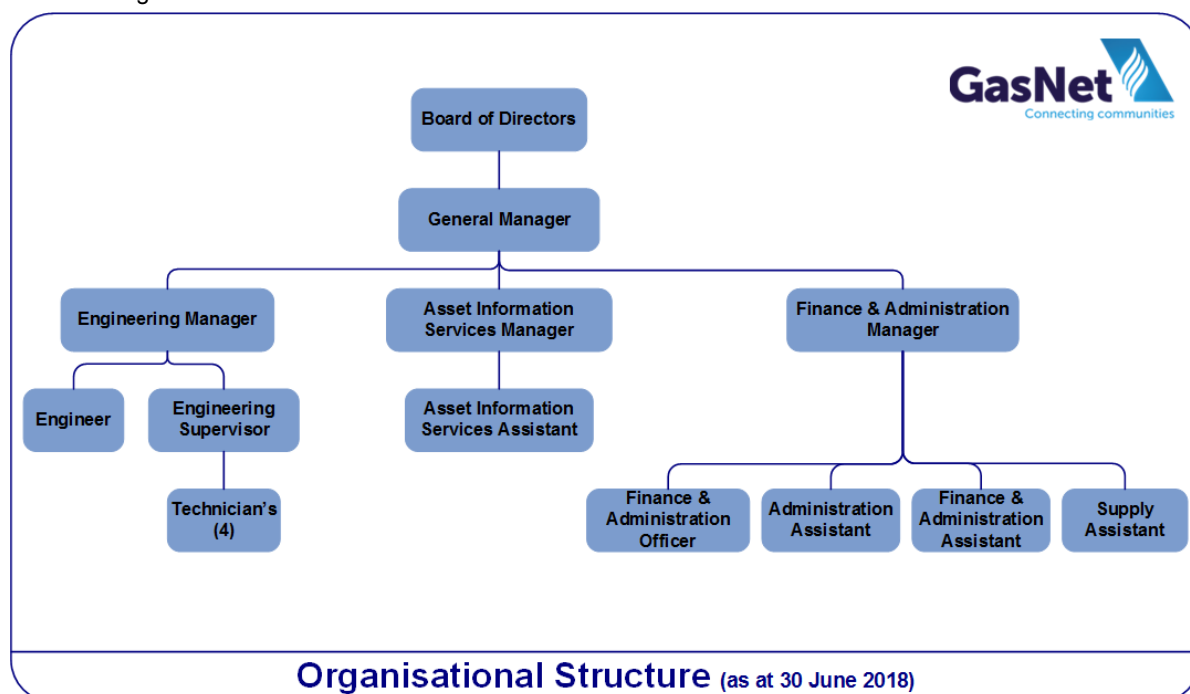 GasNet
Connecting communities
Board of Directors
General Manager
Engineering Manager
Asset Information
Services Manager
Finance & Administration
Manager
Engineer
Engineering
Supervisor
Asset Information
Services Assistant
Technician’s
(4)
Finance &
Administration
Officer
Administration
Assistant
Finance &
Administration
Assistant
Supply
Assistant
Organisational Structure (as at 30 June 2018)